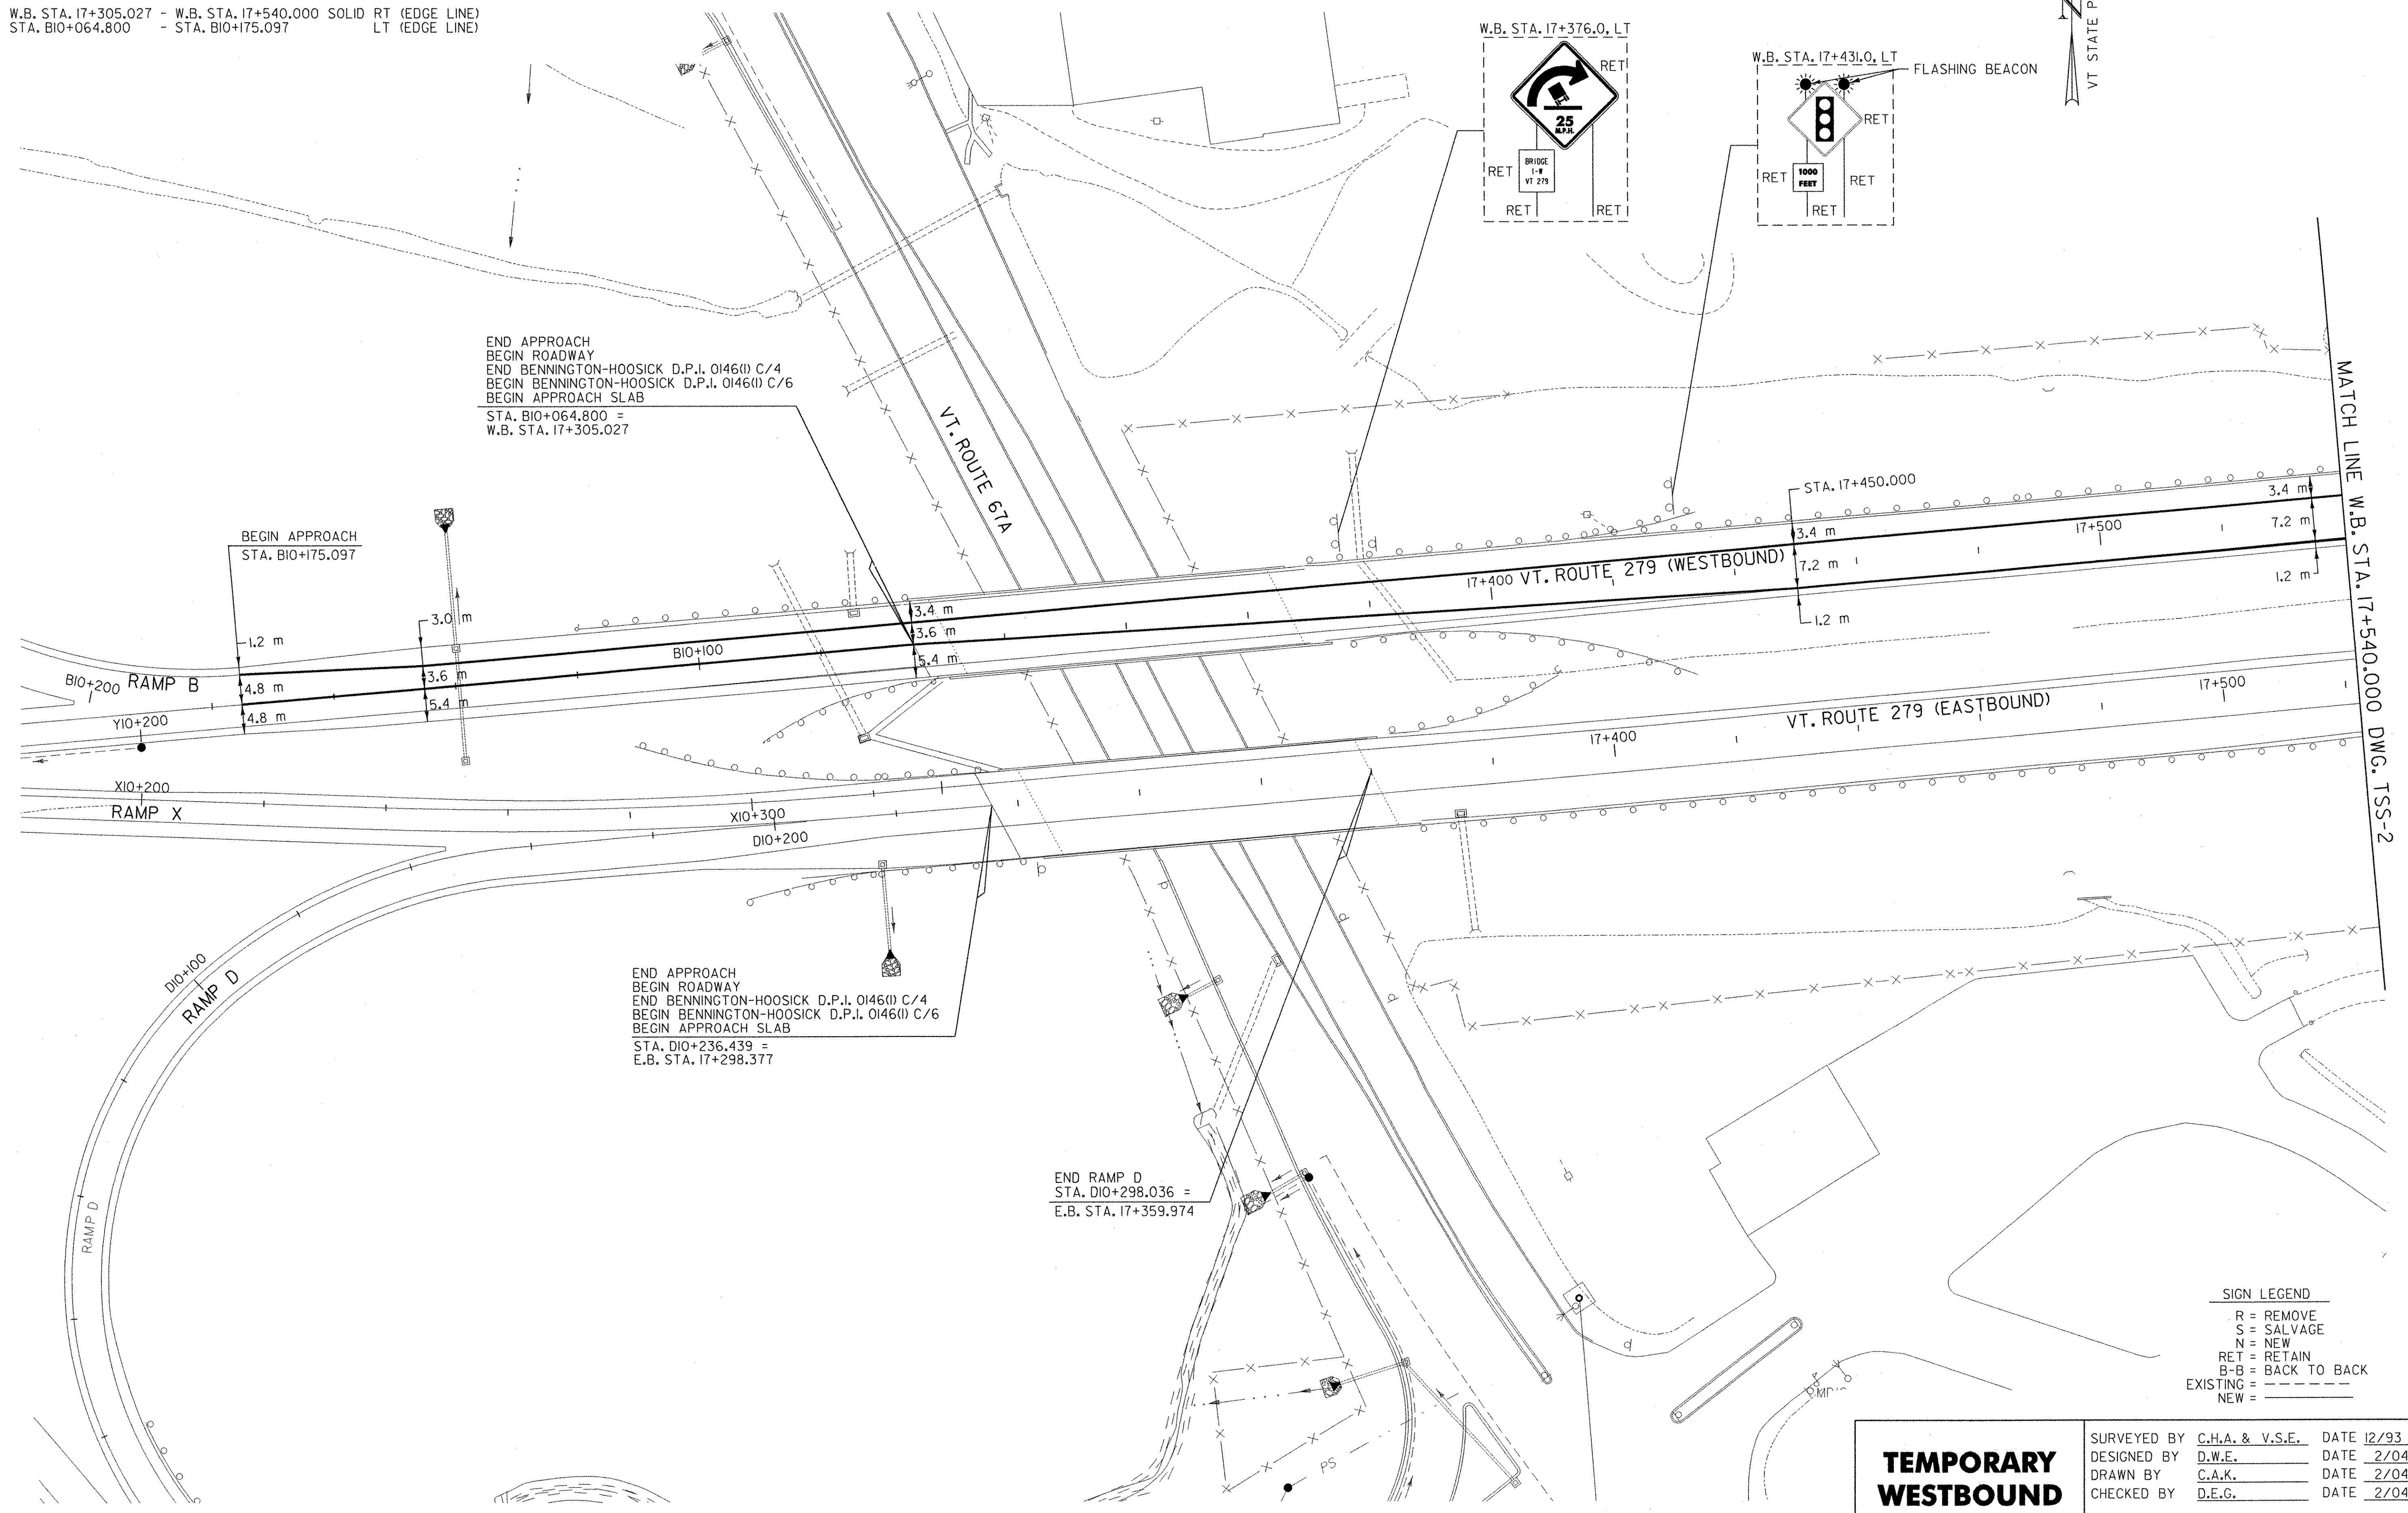 W.B. STA. 17+305.027 - W.B. STA. 17+540.000 SOLID RT (EDGE LINE)
STA. B10+064.800 - STA. B10+175.097 LT (EDGE LINE)
VT STATE P
W.B. STA. 17+376.0, LT
RET
25
M.P.H.
BRIDGE
1-W
VT 279
RET
RET
RET
W.B. STA. 17+431.0, LT
FLASHING BEACON
RET
RET
1000
FEET
RET
RET
END APPROACH
BEGIN ROADWAY
END BENNINGTON-HOOSICK D.P.I. 0146(1) C/4
BEGIN BENNINGTON-HOOSICK D.P.I. 0146(1) C/6
BEGIN APPROACH SLAB
STA. B10+064.800 =
W.B. STA. 17+305.027
VT. ROUTE 67A
BEGIN APPROACH
STA. B10+175.097
1.2 m
4.8 m
4.8 m
3.0 m
3.6 m
5.4 m
B10+100
3.4 m
3.6 m
5.4 m
17+400
VT. ROUTE 279 (WESTBOUND)
STA. 17+450.000
3.4 m
7.2 m
1.2 m
17+500
3.4 m
7.2 m
1.2 m
MATCH LINE W.B. STA. 17+540.000 DWG. TSS-2
B10+200
RAMP B
Y10+200
X10+200
RAMP X
X10+300
D10+200
17+400
VT. ROUTE 279 (EASTBOUND)
17+500
D10+100
RAMP D
RAMP D
END APPROACH
BEGIN ROADWAY
END BENNINGTON-HOOSICK D.P.I. 0146(1) C/4
BEGIN BENNINGTON-HOOSICK D.P.I. 0146(1) C/6
BEGIN APPROACH SLAB
STA. D10+236.439 =
E.B. STA. 17+298.377
END RAMP D
STA. D10+298.036 =
E.B. STA. 17+359.974
PS
SIGN LEGEND
R = REMOVE
S = SALVAGE
N = NEW
RET = RETAIN
B-B = BACK TO BACK
EXISTING =
NEW =
TEMPORARY
WESTBOUND
SURVEYED BY C.H.A. & V.S.E. DATE 12/93
DESIGNED BY D.W.E. DATE 2/04
DRAWN BY C.A.K. DATE 2/04
CHECKED BY D.E.G. DATE 2/04